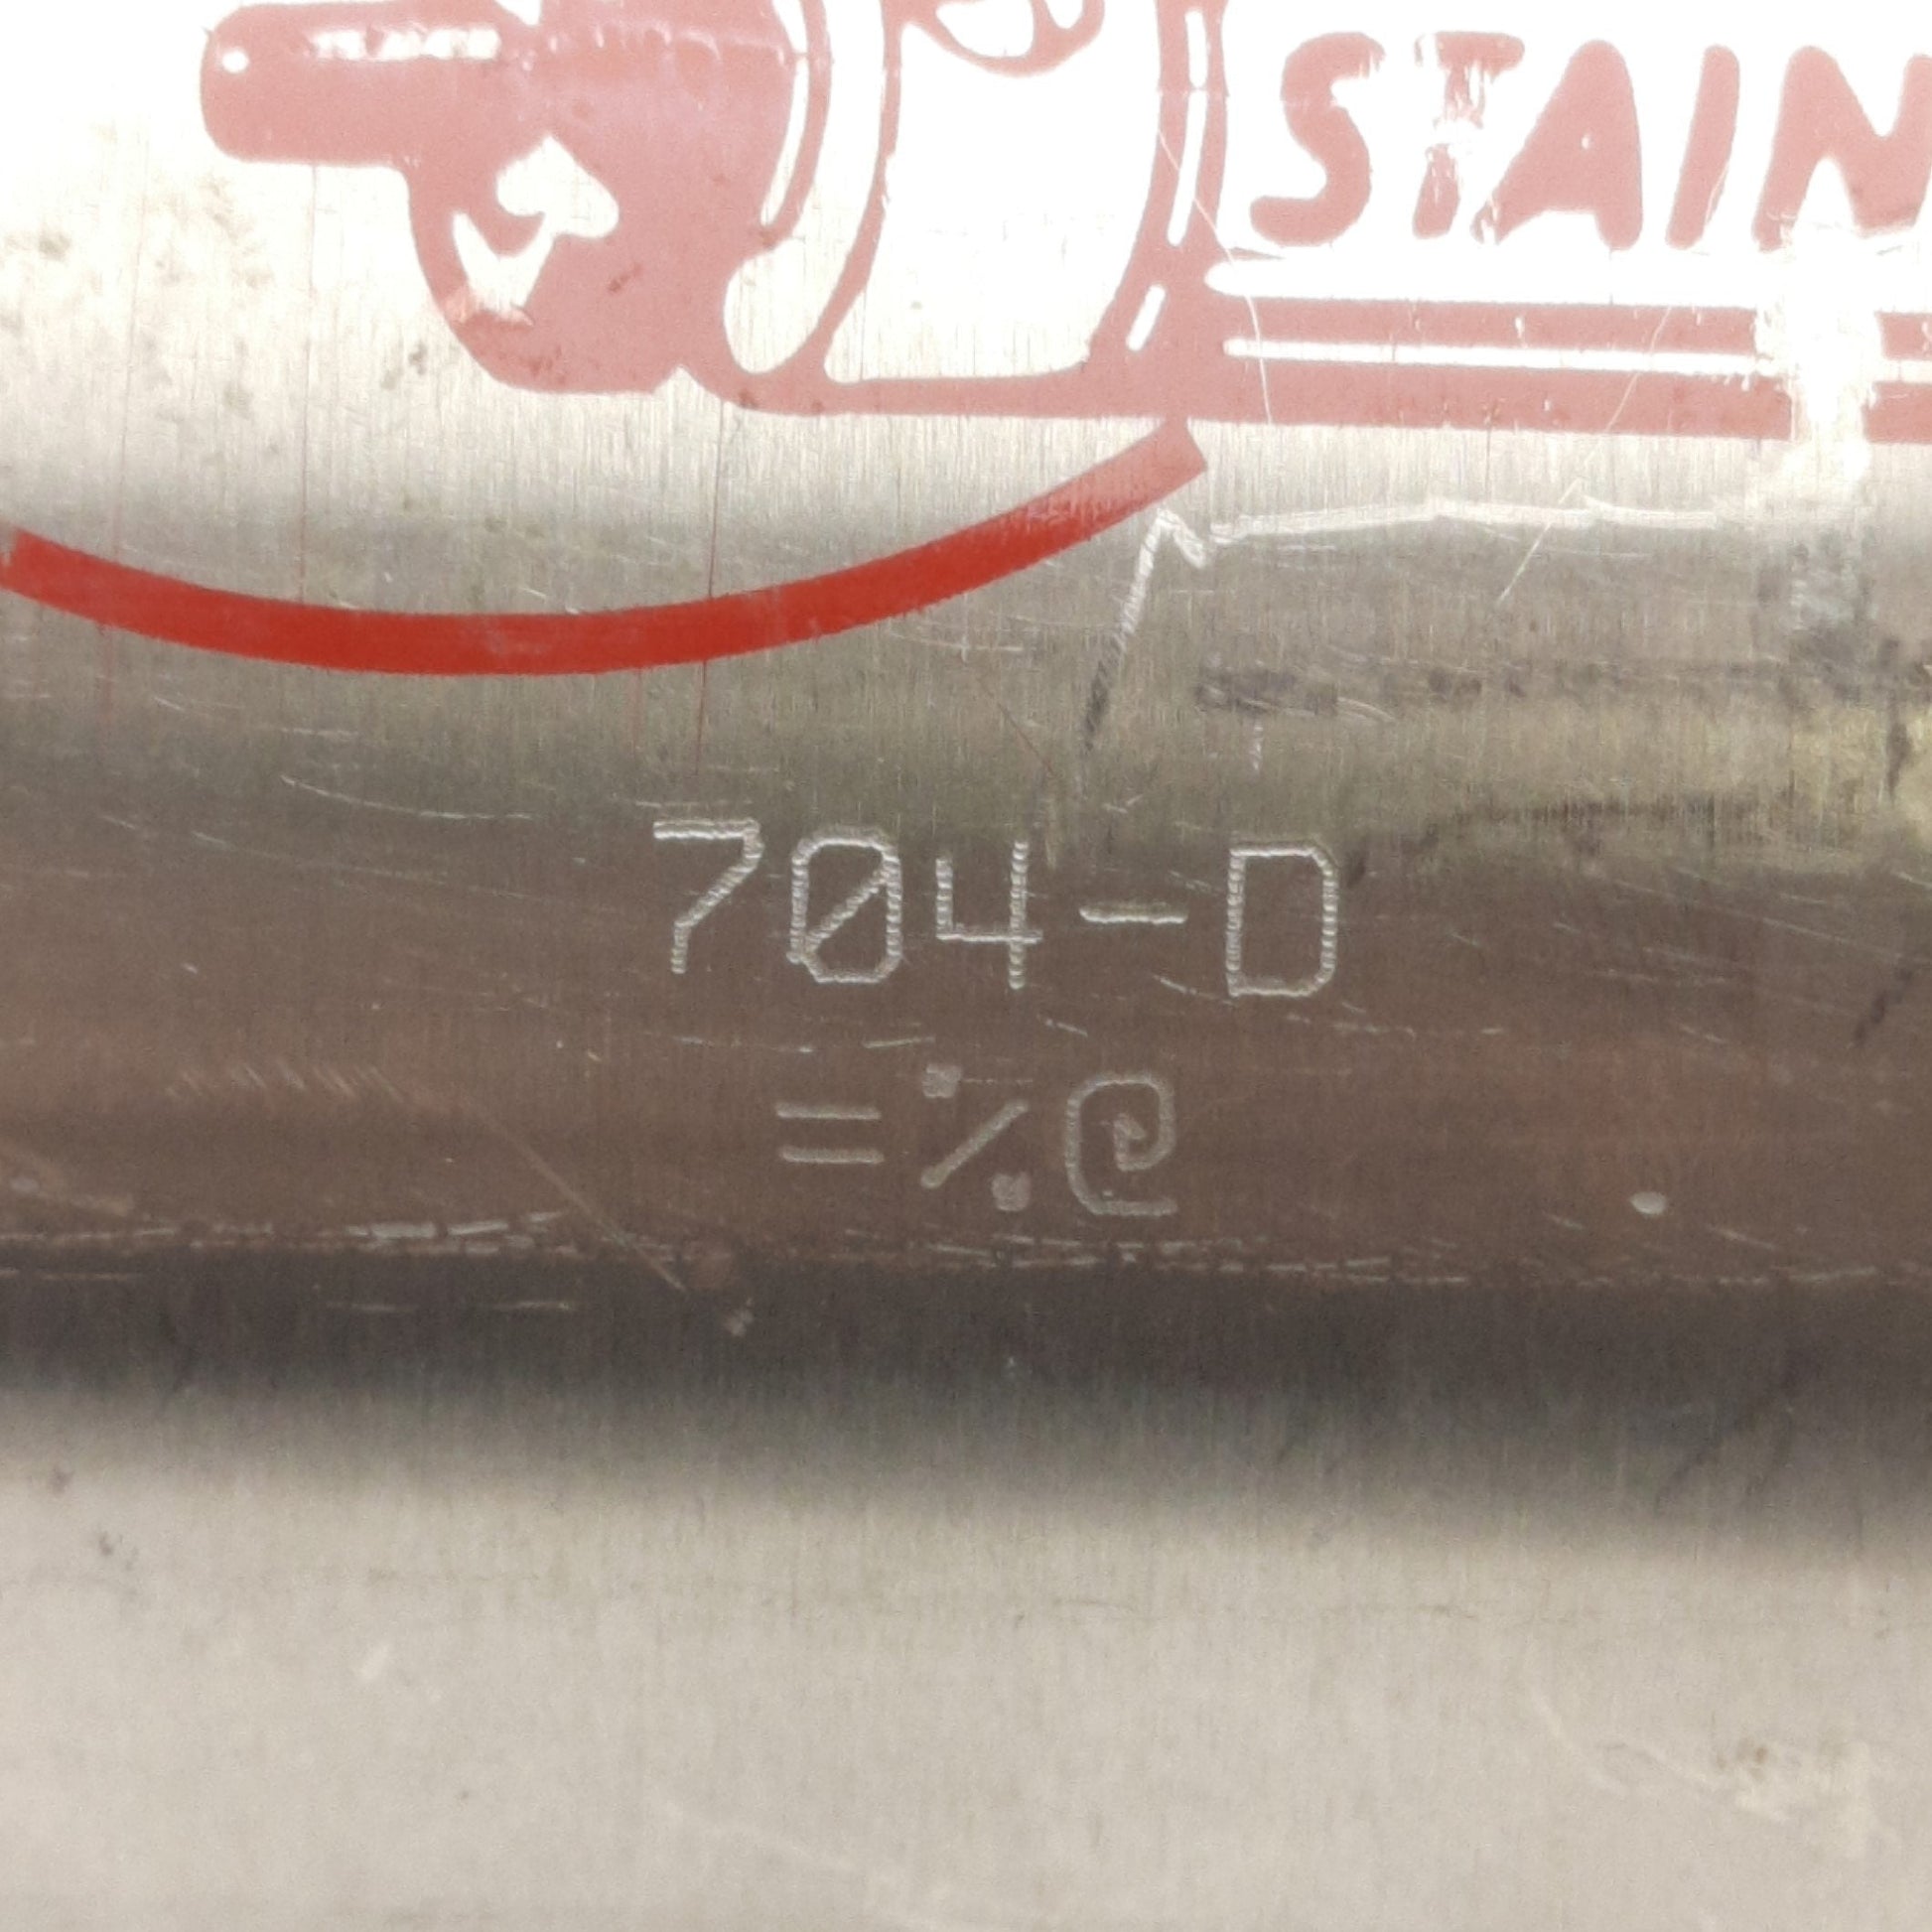 STAIN
704-D
=%@